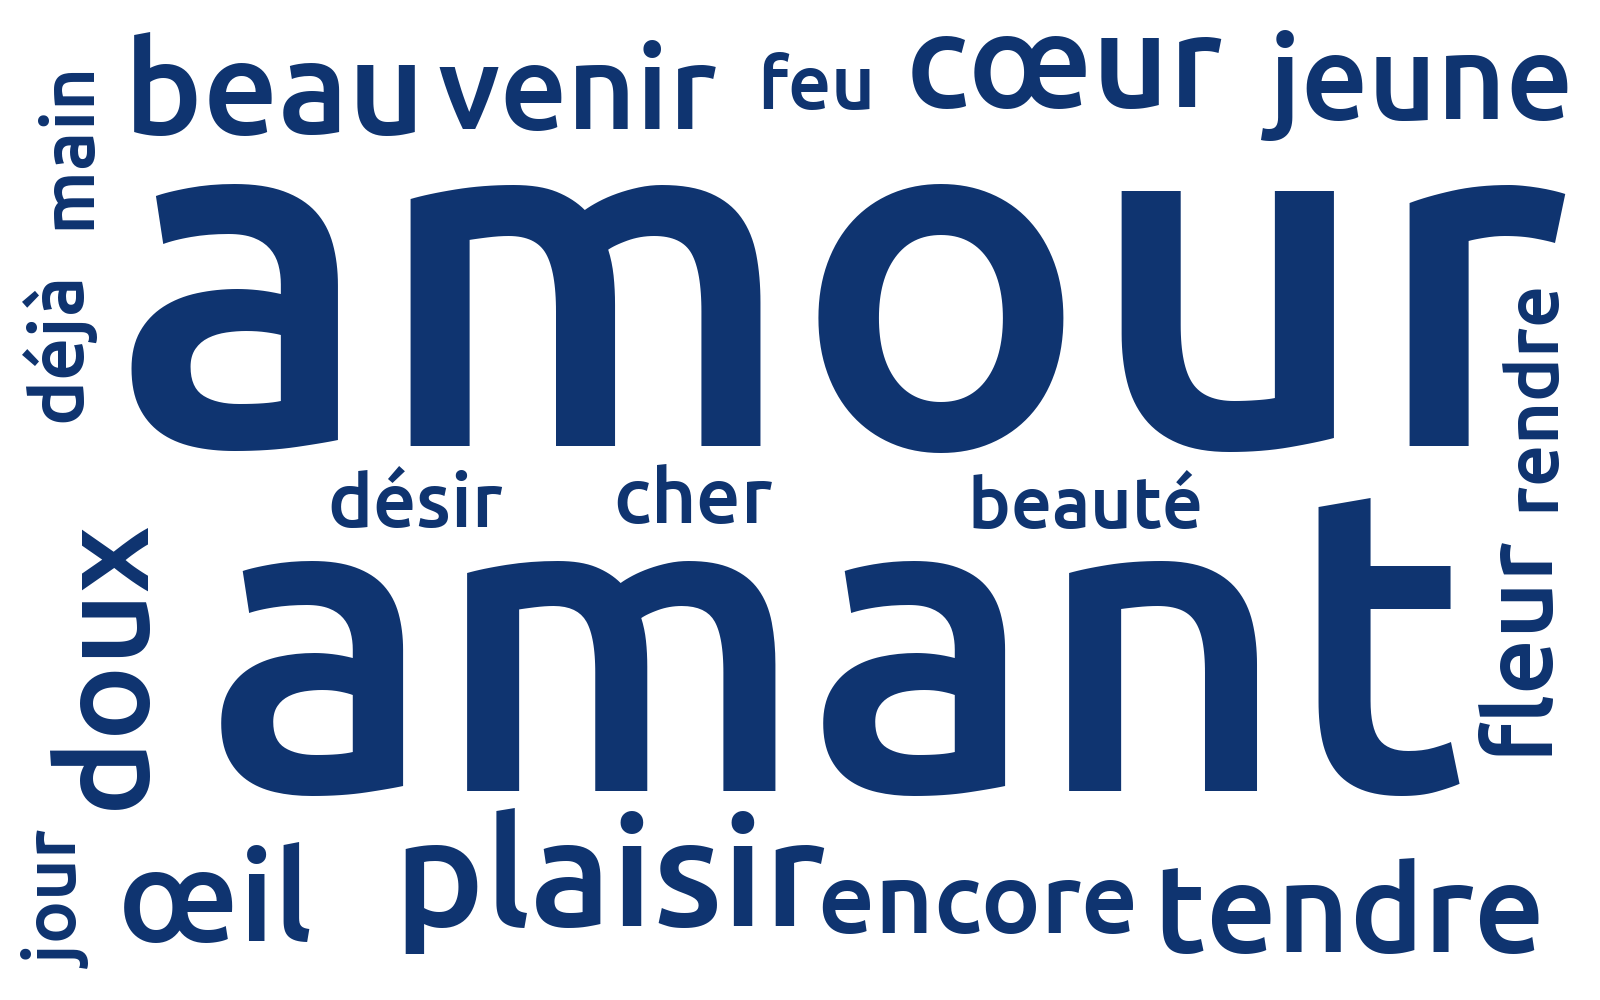 beau venir feu cœur jeune
main
amour
déjà
rendre
désir cher beauté
amant
doux
fleur
plaisir
jour
œil encore tendre